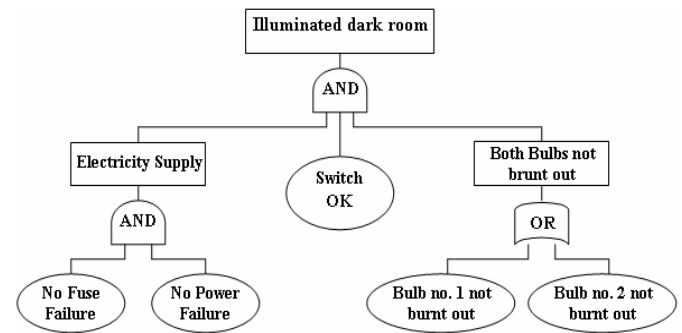 Illuminated dark room
AND
Electricity Supply
Switch
OK
Both Bulbs not
brunt out
AND
OR
No Fuse
Failure
No Power
Failure
Bulb no. 1 not
burnt out
Bulb no. 2 not
burnt out